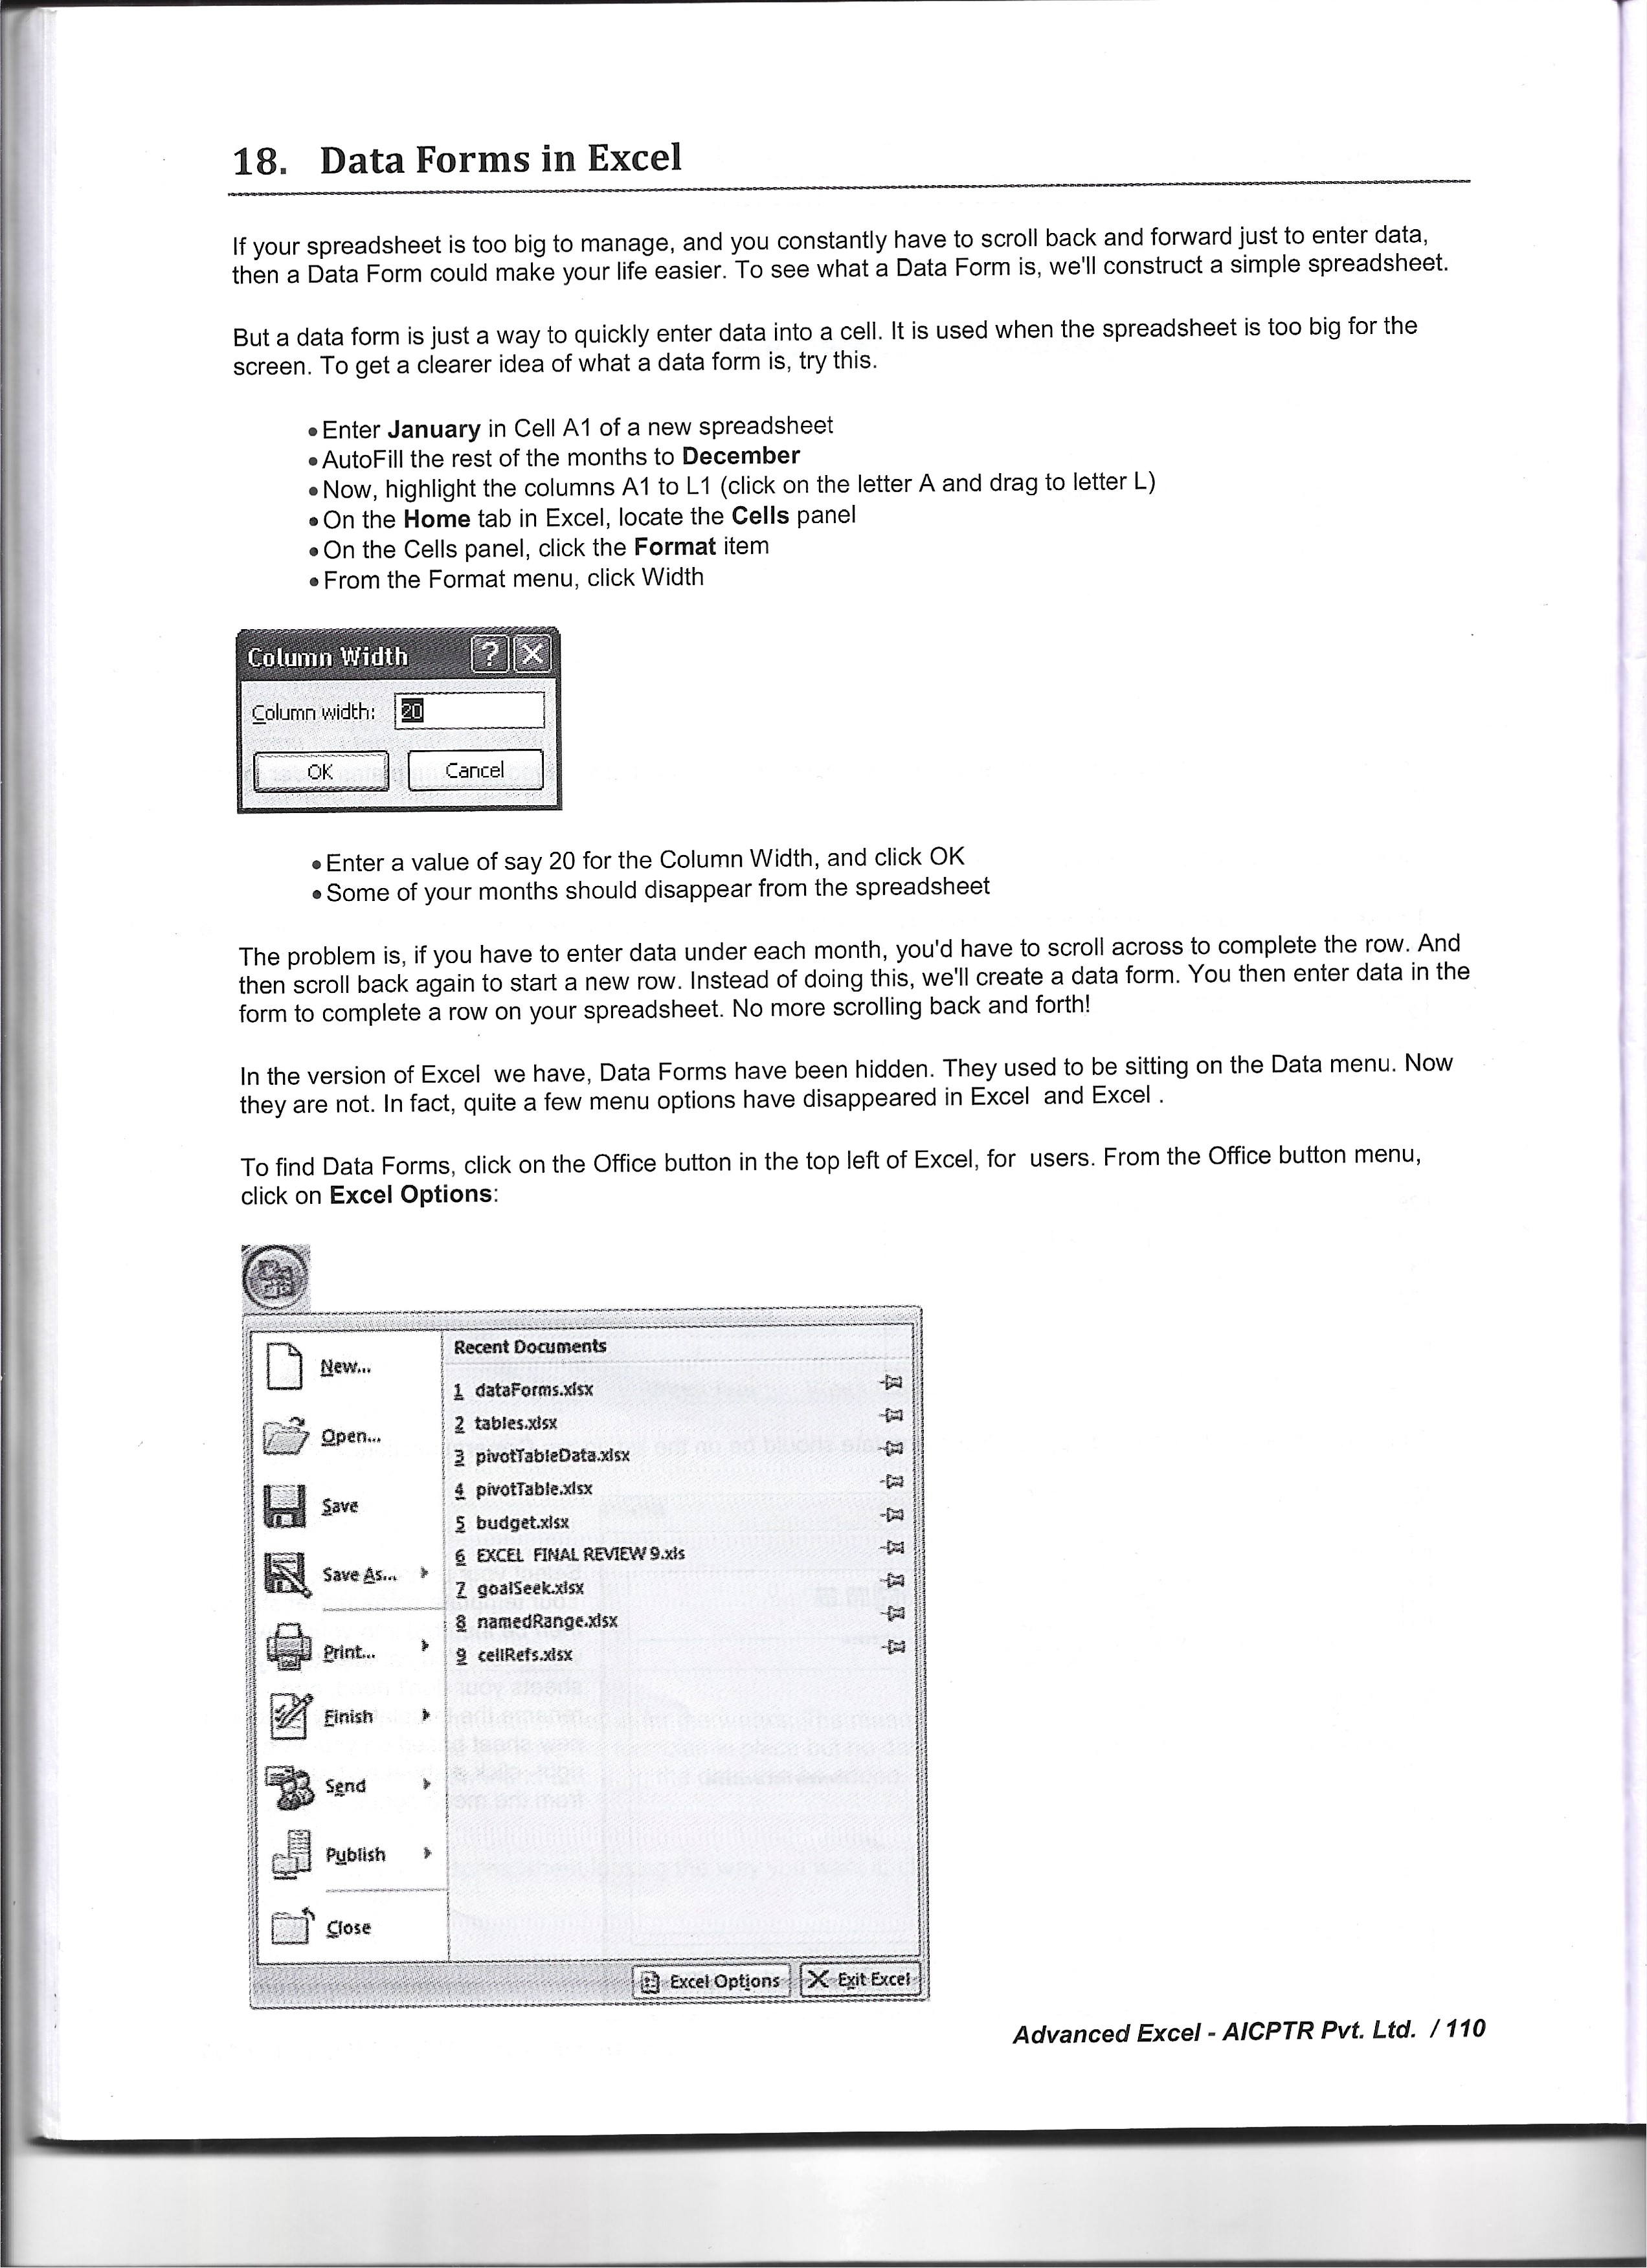 18. Data Forms in Excel
If your spreadsheet is too big to manage, and you constantly have to scroll back and forward just to enter data,
then a Data Form could make your life easier. To see what a Data Form is, we'll construct a simple spreadsheet.
But a data form is just a way to quickly enter data into a cell. It is used when the spreadsheet is too big for the
screen. To get a clearer idea of what a data form is, try this.
• Enter January in Cell A1 of a new spreadsheet
• AutoFill the rest of the months to December
• Now, highlight the columns A1 to L1 (click on the letter A and drag to letter L)
• On the Home tab in Excel, locate the Cells panel
• On the Cells panel, click the Format item
• From the Format menu, click Width
Column Width ? X
Column width: 20
OK Cancel
• Enter a value of say 20 for the Column Width, and click OK
• Some of your months should disappear from the spreadsheet
The problem is, if you have to enter data under each month, you'd have to scroll across to complete the row. And
then scroll back again to start a new row. Instead of doing this, we'll create a data form. You then enter data in the
form to complete a row on your spreadsheet. No more scrolling back and forth!
In the version of Excel we have, Data Forms have been hidden. They used to be sitting on the Data menu. Now
they are not. In fact, quite a few menu options have disappeared in Excel and Excel .
To find Data Forms, click on the Office button in the top left of Excel, for users. From the Office button menu,
click on Excel Options:
New...
Open...
Save
Save As...
Print...
Finish
Send
Publish
Close
Recent Documents
1 dataForms.xlsx
2 tables.xlsx
3 pivotTableData.xlsx
4 pivotTable.xlsx
5 budget.xlsx
6 EXCEL FINAL REVIEW 9.xls
7 goalSeek.xlsx
8 namedRange.xlsx
9 cellRefs.xlsx
Excel Options X Exit Excel
Advanced Excel - AICPTR Pvt. Ltd. / 110